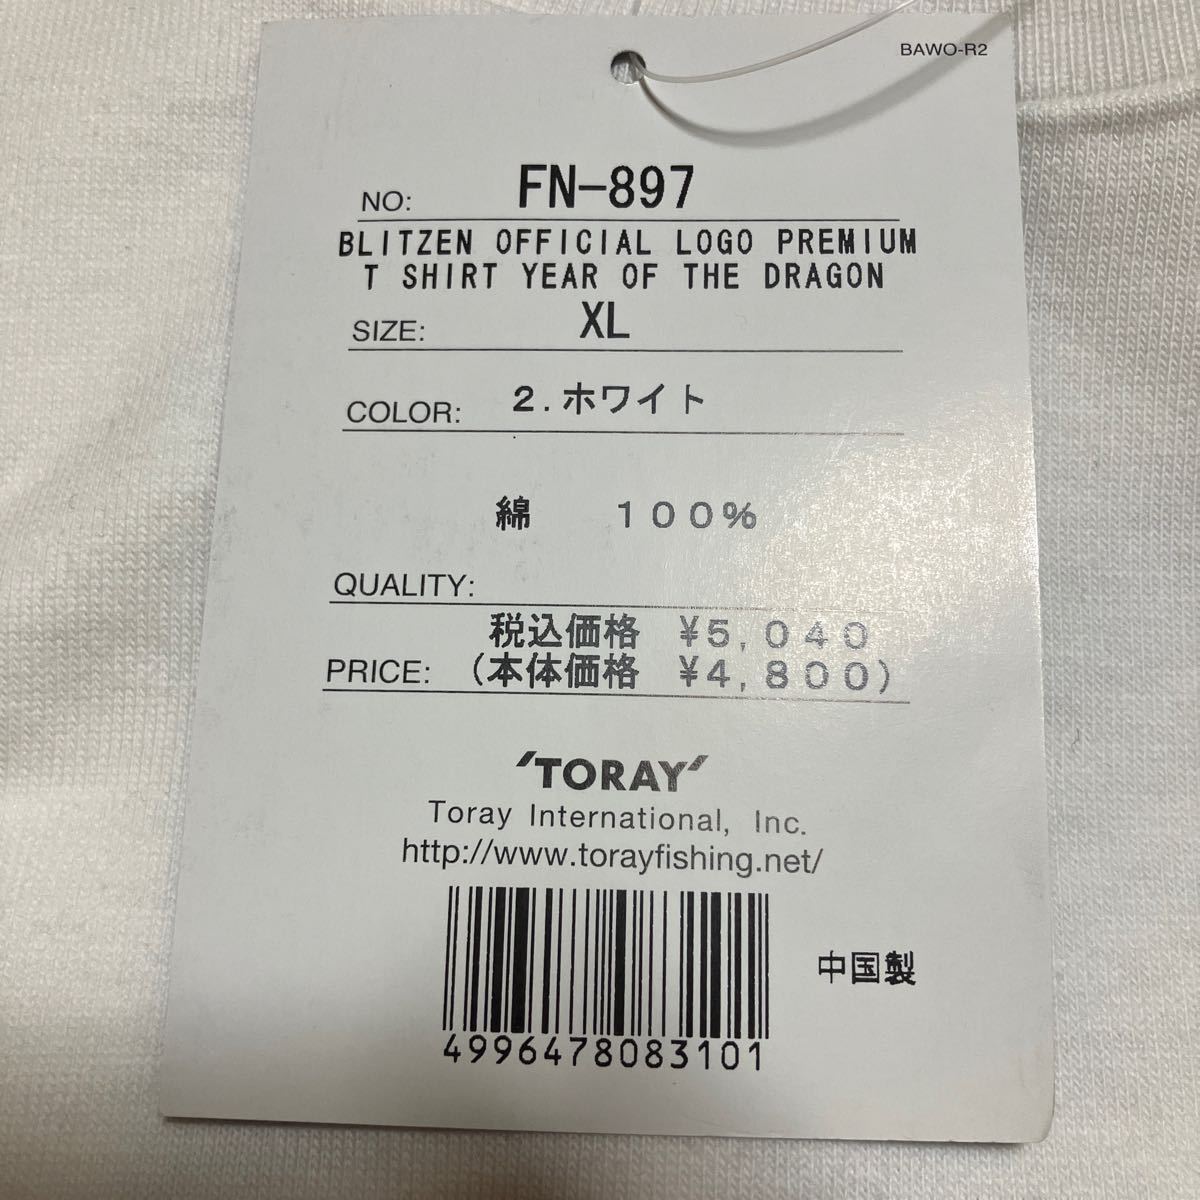 BAWO-R2
NO: FN-897
BLITZEN OFFICIAL LOGO PREMIUM
T SHIRT YEAR OF THE DRAGON
SIZE: XL
COLOR: 2.ホワイト
綿 100%
QUALITY:
税込価格 ¥5,040
PRICE: (本体価格 ¥4,800)
'TORAY'
Toray International, Inc.
http://www.torayfishing.net/
中国製
4996478083101